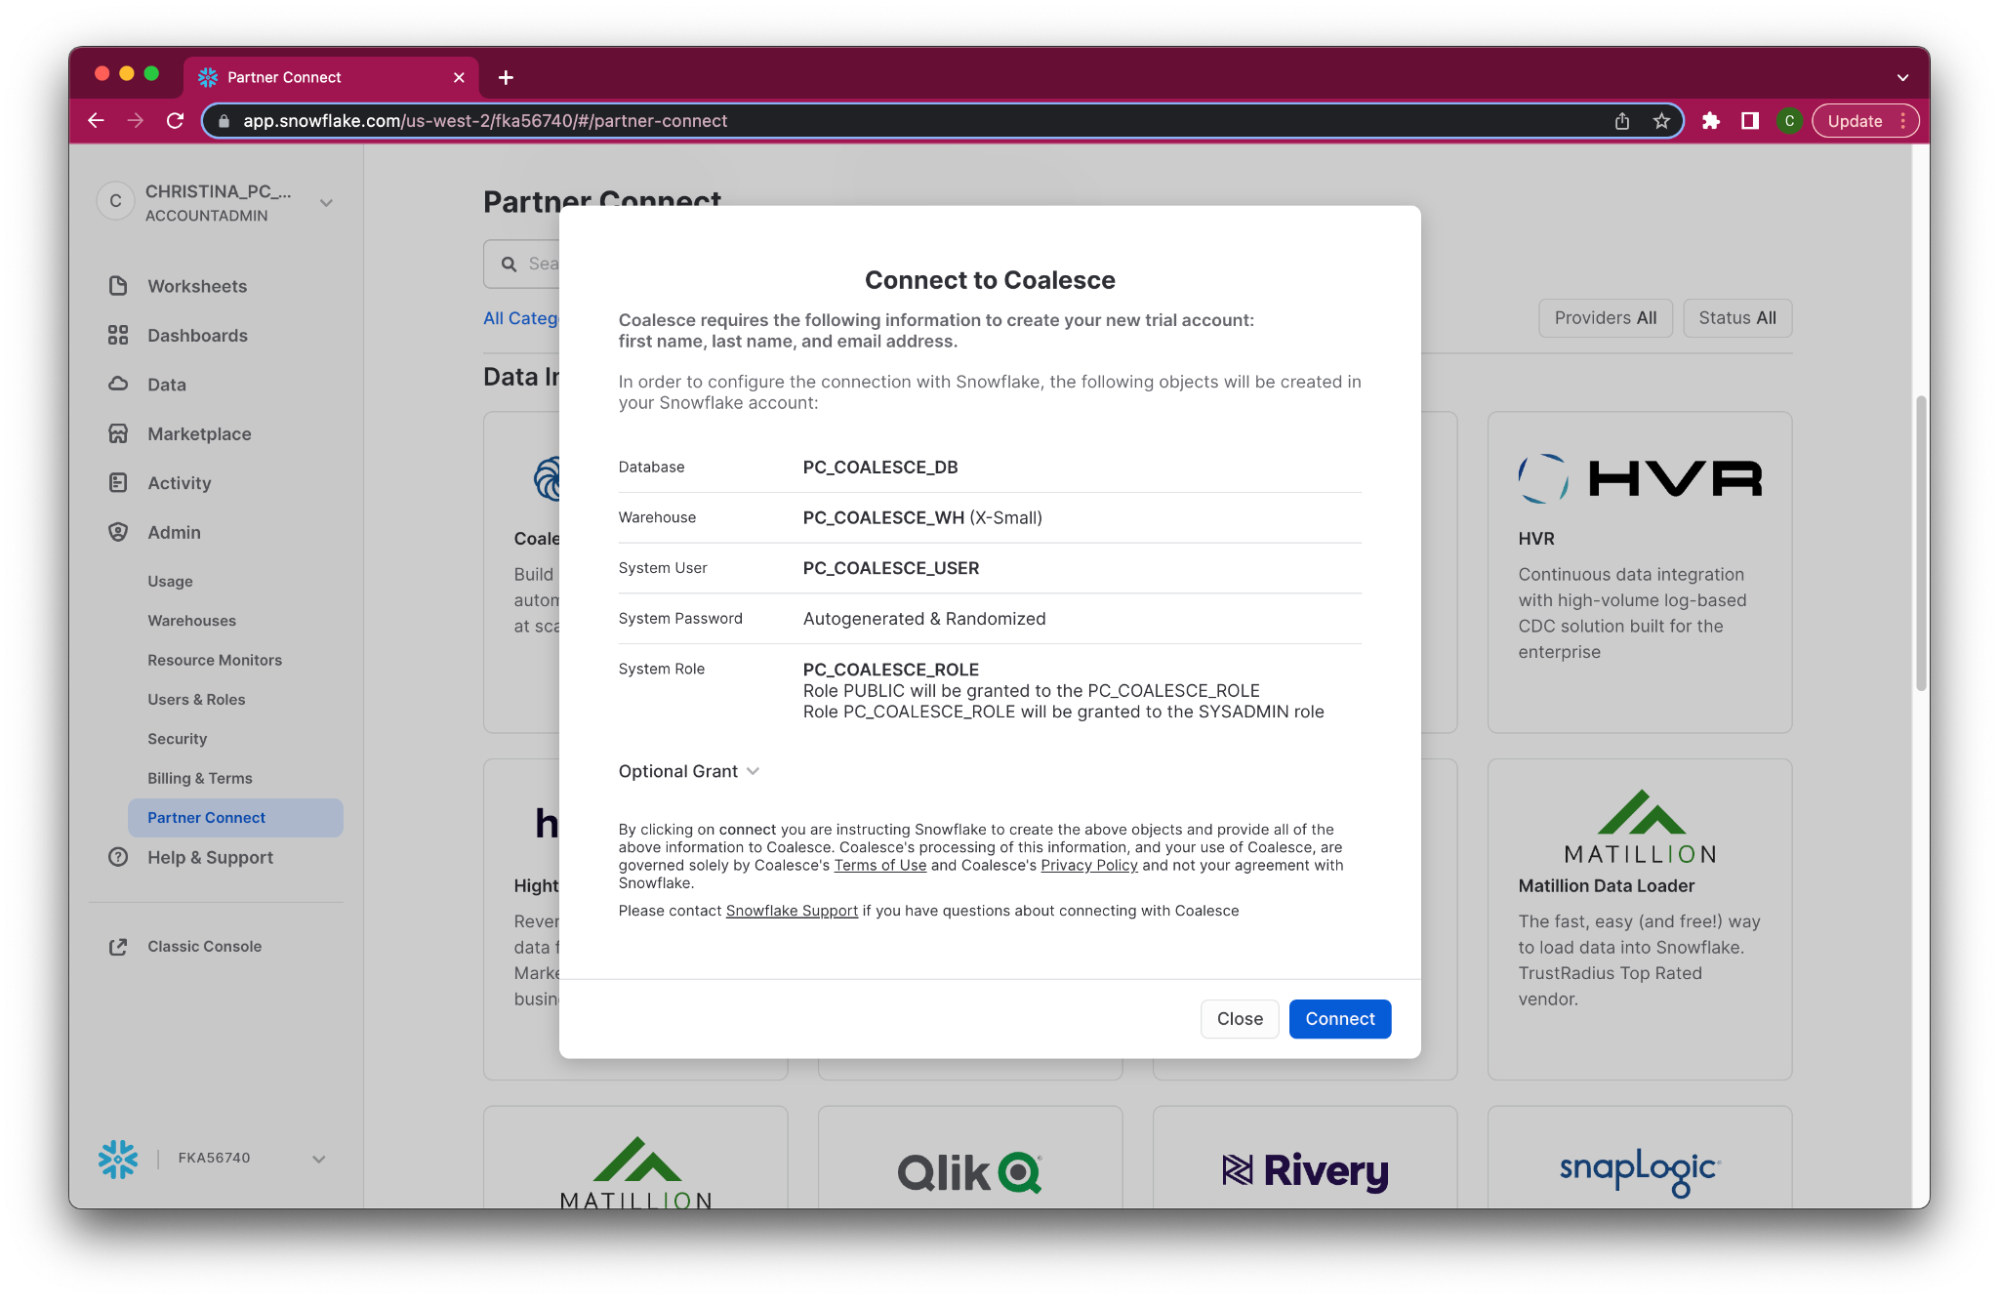 Partner Connect
app.snowflake.com/us-west-2/fka56740/#/partner-connect
C
Update
C
CHRISTINA_PC_...
ACCOUNTADMIN
Worksheets
Dashboards
Data
Marketplace
Activity
Admin
Usage
Warehouses
Resource Monitors
Users & Roles
Security
Billing & Terms
Partner Connect
Help & Support
Classic Console
FKA56740
Partner Connect
Sea
All Categ
Providers All
Status All
Data In
Coale
Build
autom
at sca
HVR
HVR
Continuous data integration
with high-volume log-based
CDC solution built for the
enterprise
h
Hight
Rever
data f
Marke
busin
MATILLION
Matillion Data Loader
The fast, easy (and free!) way
to load data into Snowflake.
TrustRadius Top Rated
vendor.
MATILLION
Qlik
Rivery
snapLogic
Connect to Coalesce
Coalesce requires the following information to create your new trial account:
first name, last name, and email address.
In order to configure the connection with Snowflake, the following objects will be created in
your Snowflake account:
Database PC_COALESCE_DB
Warehouse PC_COALESCE_WH (X-Small)
System User PC_COALESCE_USER
System Password Autogenerated & Randomized
System Role PC_COALESCE_ROLE
Role PUBLIC will be granted to the PC_COALESCE_ROLE
Role PC_COALESCE_ROLE will be granted to the SYSADMIN role
Optional Grant
By clicking on connect you are instructing Snowflake to create the above objects and provide all of the
above information to Coalesce. Coalesce's processing of this information, and your use of Coalesce, are
governed solely by Coalesce's Terms of Use and Coalesce's Privacy Policy and not your agreement with
Snowflake.
Please contact Snowflake Support if you have questions about connecting with Coalesce
Close
Connect